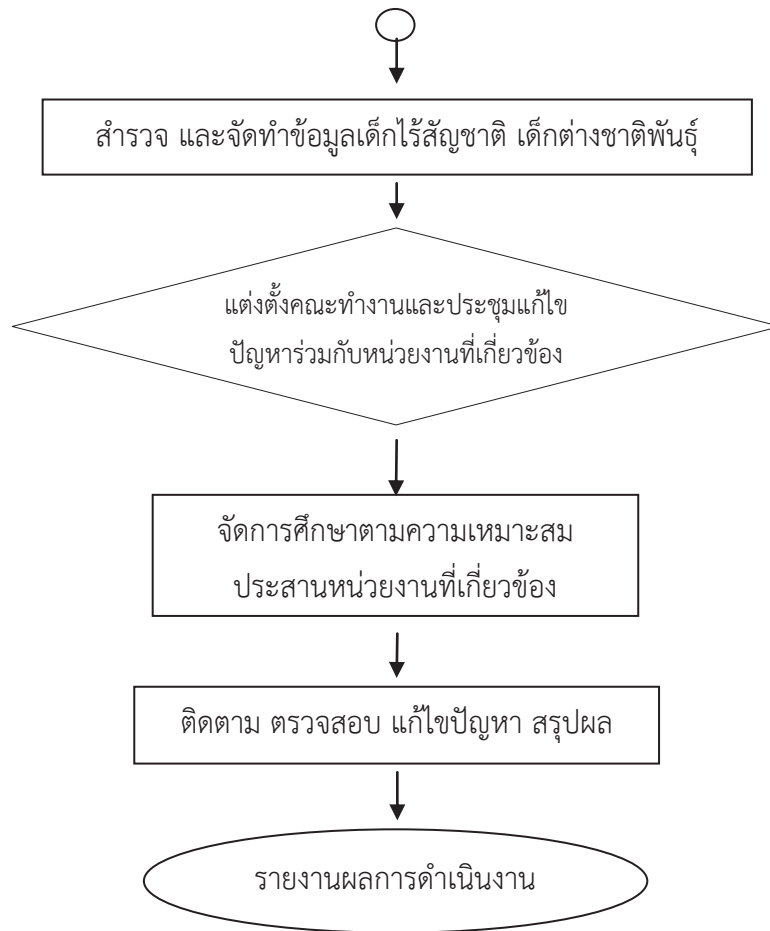 สำรวจ และจัดทำข้อมูลเด็กไร้สัญชาติ เด็กต่างชาติพันธุ์
แต่งตั้งคณะทำงานและประชุมแก้ไข
ปัญหาร่วมกับหน่วยงานที่เกี่ยวข้อง
จัดการศึกษาตามความเหมาะสม
ประสานหน่วยงานที่เกี่ยวข้อง
ติดตาม ตรวจสอบ แก้ไขปัญหา สรุปผล
รายงานผลการดำเนินงาน